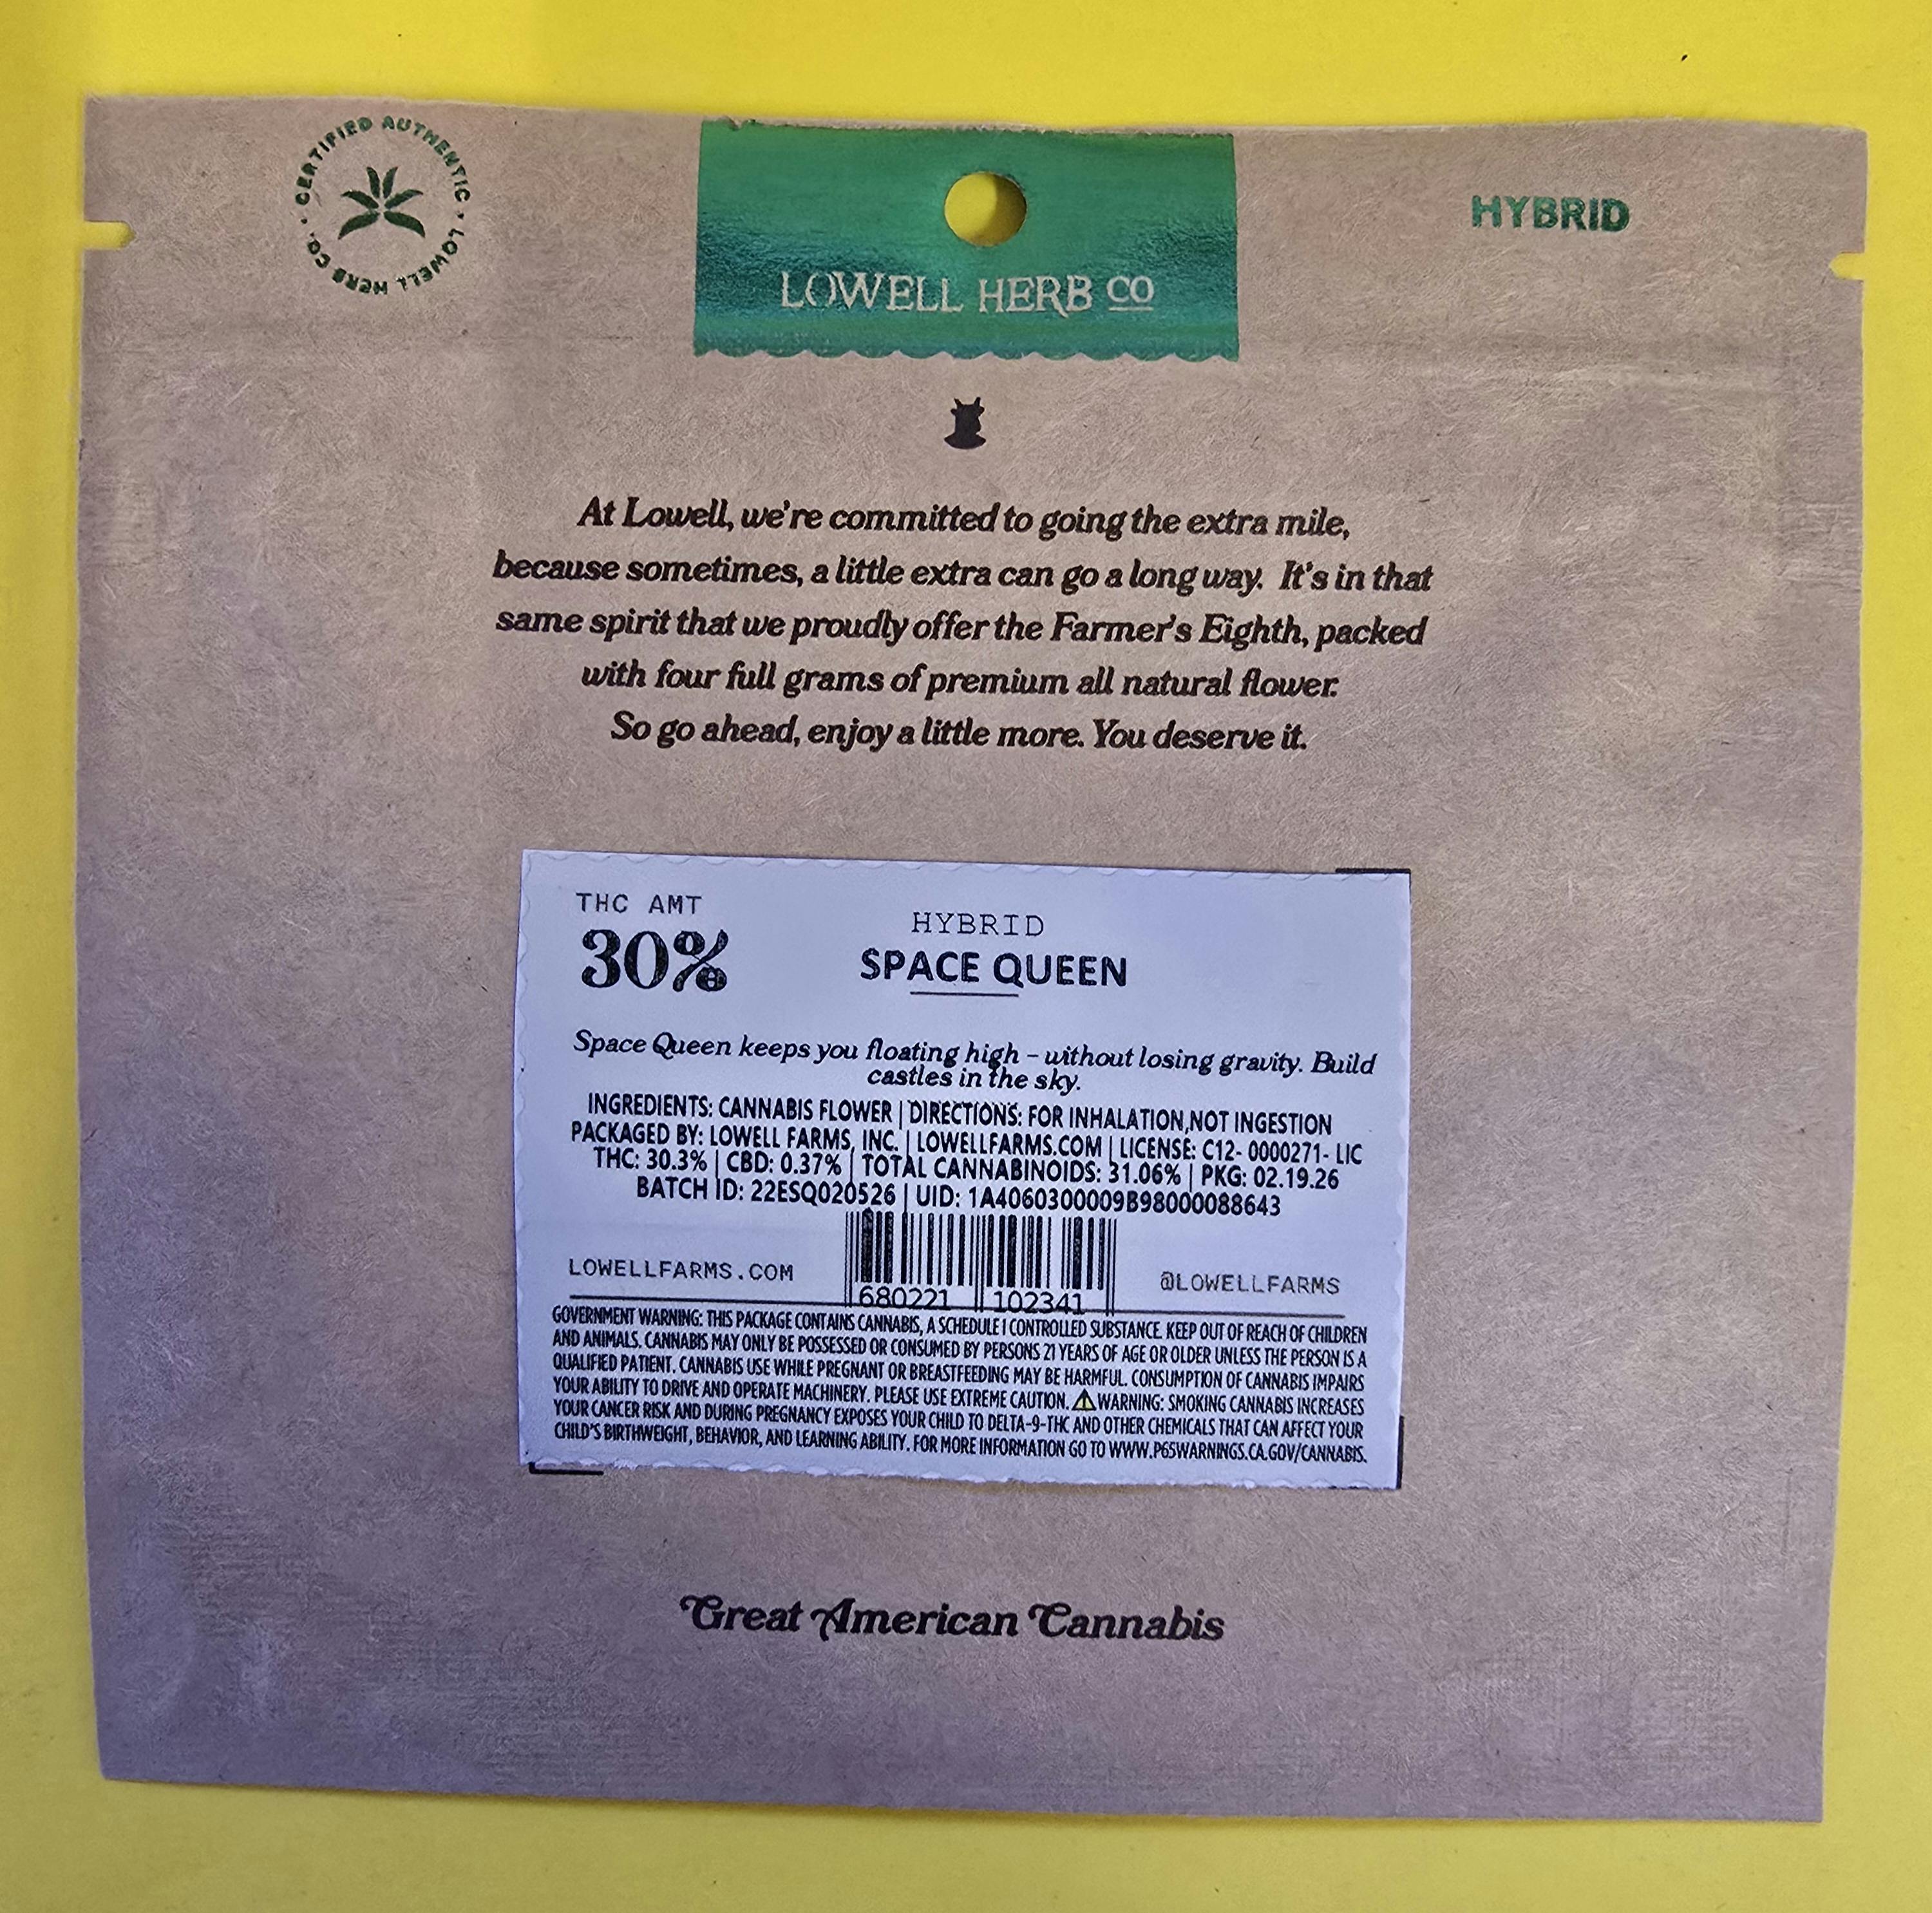 CERTIFIED AUTHENTIC • LOWELL HERB CO. •
LOWELL HERB CO
HYBRID
At Lowell, we're committed to going the extra mile,
because sometimes, a little extra can go a long way. It's in that
same spirit that we proudly offer the Farmer's Eighth, packed
with four full grams of premium all natural flower.
So go ahead, enjoy a little more. You deserve it.
THC AMT
30%
HYBRID
SPACE QUEEN
Space Queen keeps you floating high – without losing gravity. Build
castles in the sky.
INGREDIENTS: CANNABIS FLOWER | DIRECTIONS: FOR INHALATION,NOT INGESTION
PACKAGED BY: LOWELL FARMS, INC. | LOWELLFARMS.COM | LICENSE: C12- 0000271- LIC
THC: 30.3% | CBD: 0.37% | TOTAL CANNABINOIDS: 31.06% | PKG: 02.19.26
BATCH ID: 22ESQ020526 | UID: 1A4060300009B98000088643
LOWELLFARMS.COM
680221 102341
@LOWELLFARMS
GOVERNMENT WARNING: THIS PACKAGE CONTAINS CANNABIS, A SCHEDULE I CONTROLLED SUBSTANCE. KEEP OUT OF REACH OF CHILDREN
AND ANIMALS. CANNABIS MAY ONLY BE POSSESSED OR CONSUMED BY PERSONS 21 YEARS OF AGE OR OLDER UNLESS THE PERSON IS A
QUALIFIED PATIENT. CANNABIS USE WHILE PREGNANT OR BREASTFEEDING MAY BE HARMFUL. CONSUMPTION OF CANNABIS IMPAIRS
YOUR ABILITY TO DRIVE AND OPERATE MACHINERY. PLEASE USE EXTREME CAUTION. ⚠WARNING: SMOKING CANNABIS INCREASES
YOUR CANCER RISK AND DURING PREGNANCY EXPOSES YOUR CHILD TO DELTA-9-THC AND OTHER CHEMICALS THAT CAN AFFECT YOUR
CHILD'S BIRTHWEIGHT, BEHAVIOR, AND LEARNING ABILITY. FOR MORE INFORMATION GO TO WWW.P65WARNINGS.CA.GOV/CANNABIS.
Great American Cannabis